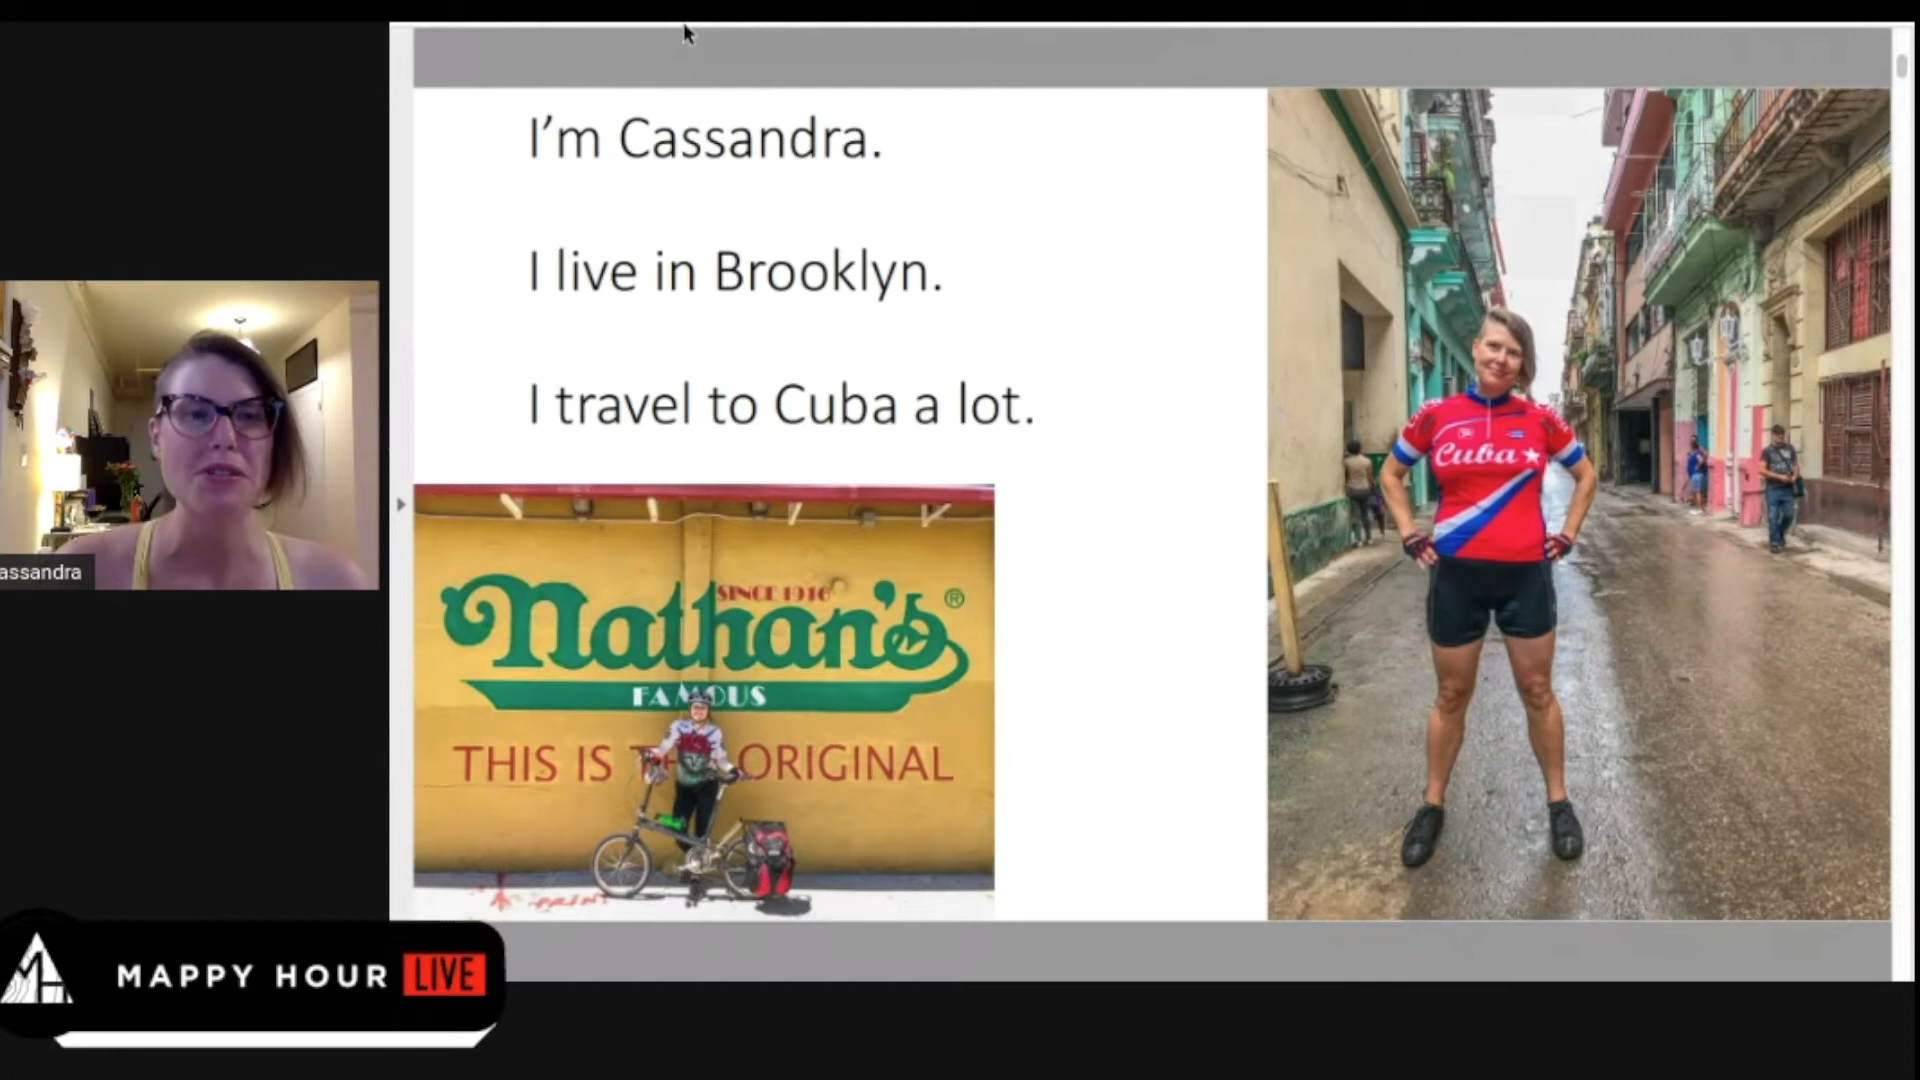 I'm Cassandra.
I live in Brooklyn.
I travel to Cuba a lot.
Cuba
assandra
SINCE 1916
Nathan's ®
FAMOUS
THIS IS THE ORIGINAL
MAPPY HOUR LIVE